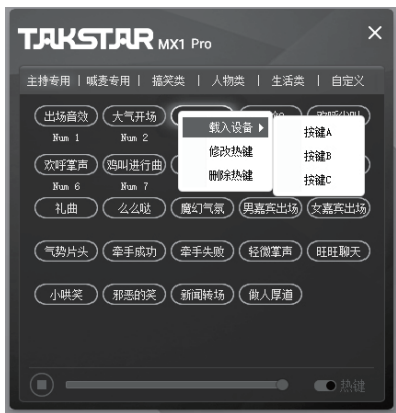 TAKSTAR MX1 Pro
主持专用 | 喊麦专用 | 搞笑类 | 人物类 | 生活类 | 自定义
出场音效 大气开场
Num 1 Num 2
载入设备
修改热键
删除热键
按键A
按键B
按键C
欢呼掌声 鸡叫进行曲
Num 6 Num 7
礼曲 么么哒 魔幻气氛 男嘉宾出场 女嘉宾出场
气势片头 牵手成功 牵手失败 轻微掌声 旺旺聊天
小哄笑 邪恶的笑 新闻转场 做人厚道
热键